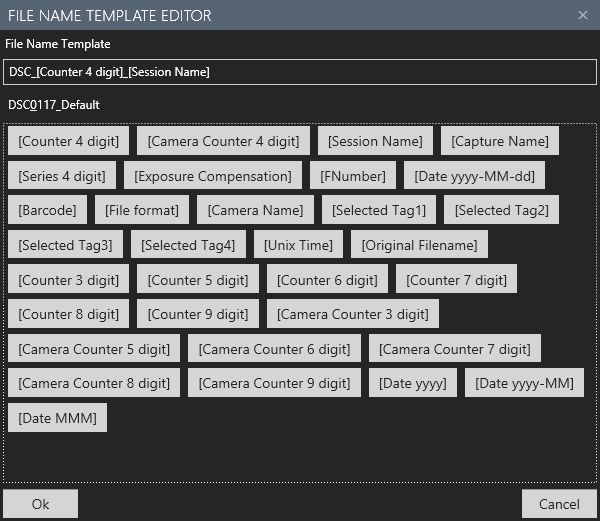 FILE NAME TEMPLATE EDITOR
File Name Template
DSC_[Counter 4 digit]_[Session Name]
DSC0117_Default
[Counter 4 digit] [Camera Counter 4 digit] [Session Name] [Capture Name]
[Series 4 digit] [Exposure Compensation] [FNumber] [Date yyyy-MM-dd]
[Barcode] [File format] [Camera Name] [Selected Tag1] [Selected Tag2]
[Selected Tag3] [Selected Tag4] [Unix Time] [Original Filename]
[Counter 3 digit] [Counter 5 digit] [Counter 6 digit] [Counter 7 digit]
[Counter 8 digit] [Counter 9 digit] [Camera Counter 3 digit]
[Camera Counter 5 digit] [Camera Counter 6 digit] [Camera Counter 7 digit]
[Camera Counter 8 digit] [Camera Counter 9 digit] [Date yyyy] [Date yyyy-MM]
[Date MMM]
Ok Cancel